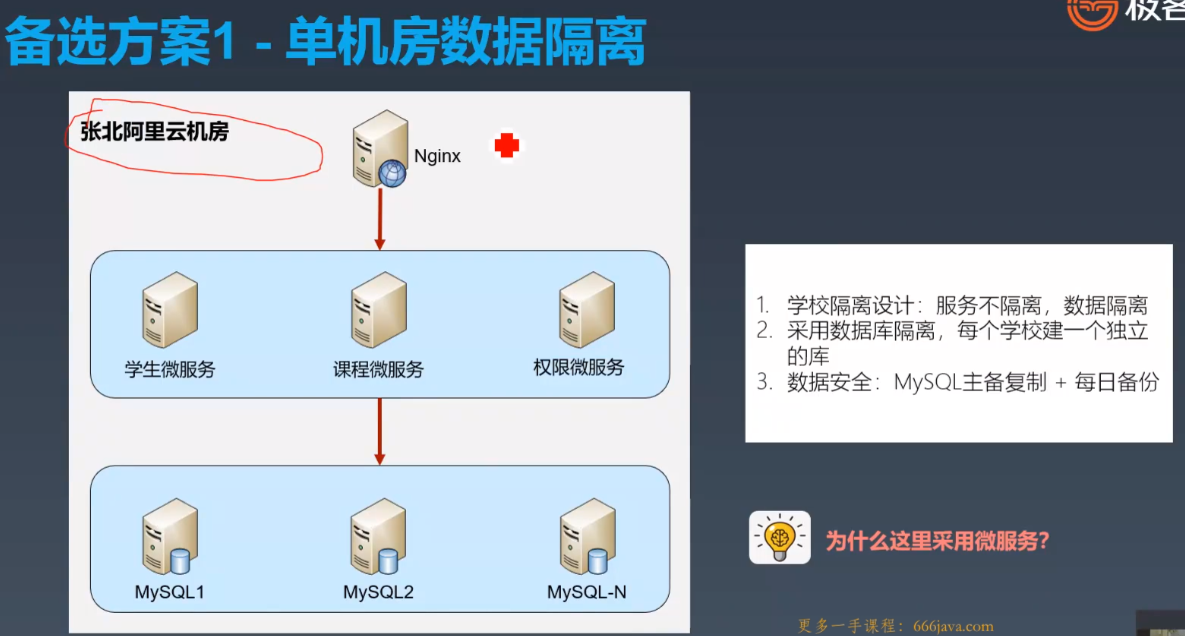 备选方案1 - 单机房数据隔离
极客
张北阿里云机房
Nginx
学生微服务
课程微服务
权限微服务
MySQL1
MySQL2
MySQL-N
1. 学校隔离设计：服务不隔离，数据隔离
2. 采用数据库隔离，每个学校建一个独立
的库
3. 数据安全：MySQL主备复制 + 每日备份
为什么这里采用微服务?
更多一手课程：666java.com